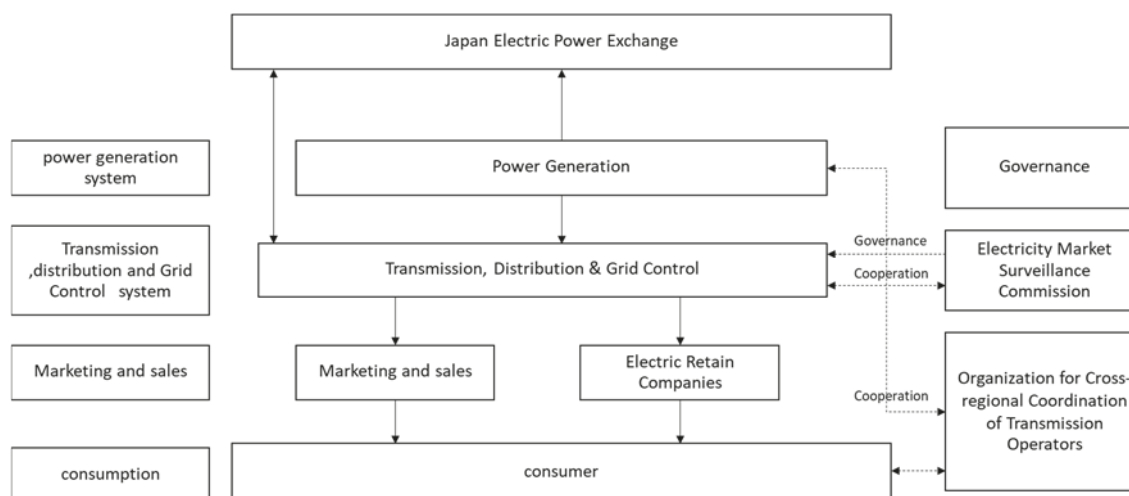 Japan Electric Power Exchange
power generation
system
Power Generation
Governance
Transmission
,distribution and Grid
Control system
Transmission, Distribution & Grid Control
Governance
Cooperation
Electricity Market
Surveillance
Commission
Marketing and sales
Marketing and sales
Electric Retain
Companies
Cooperation
Organization for Cross-
regional Coordination
of Transmission
Operators
consumption
consumer